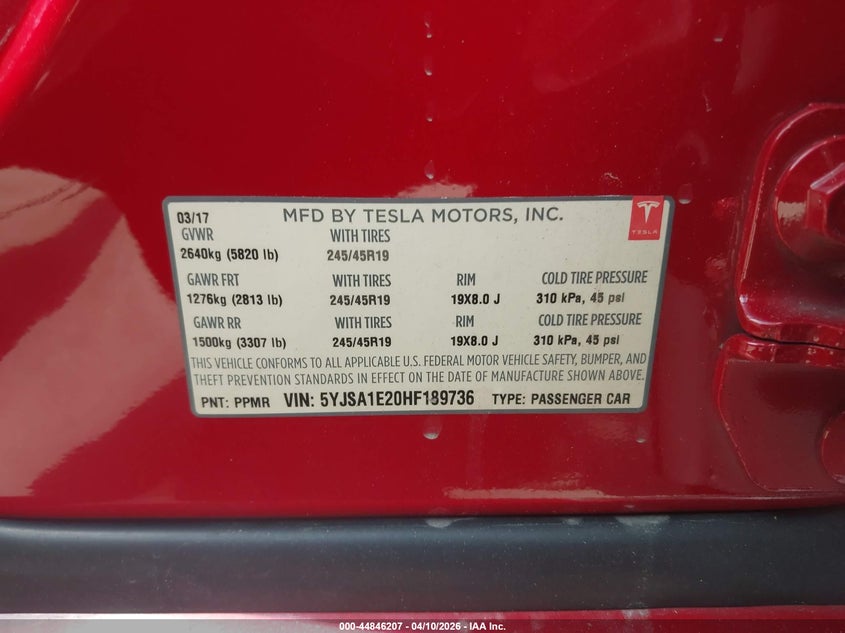 03/17 MFD BY TESLA MOTORS, INC.
GVWR WITH TIRES
2640kg (5820 lb) 245/45R19
TESLA
GAWR FRT WITH TIRES RIM COLD TIRE PRESSURE
1276kg (2813 lb) 245/45R19 19X8.0 J 310 kPa, 45 psi
GAWR RR WITH TIRES RIM COLD TIRE PRESSURE
1500kg (3307 lb) 245/45R19 19X8.0 J 310 kPa, 45 psi
THIS VEHICLE CONFORMS TO ALL APPLICABLE U.S. FEDERAL MOTOR VEHICLE SAFETY, BUMPER, AND
THEFT PREVENTION STANDARDS IN EFFECT ON THE DATE OF MANUFACTURE SHOWN ABOVE.
PNT: PPMR VIN: 5YJSA1E20HF189736 TYPE: PASSENGER CAR
000-44846207 - 04/10/2026 - IAA Inc.